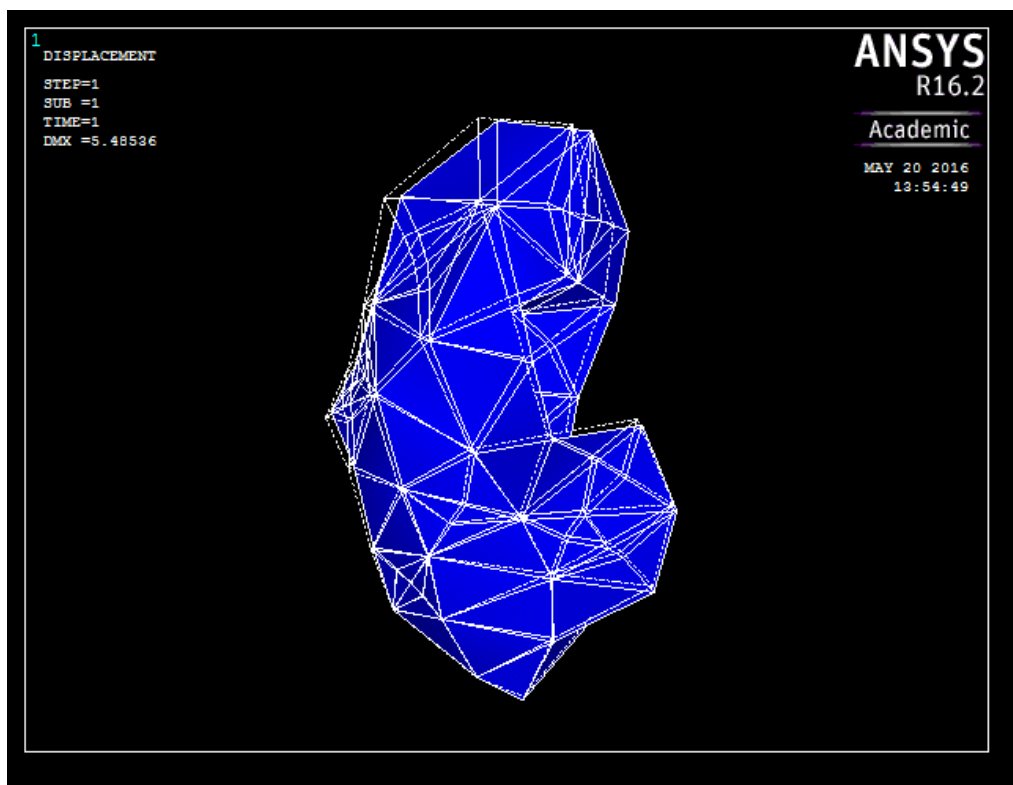 1
DISPLACEMENT
STEP=1
SUB =1
TIME=1
DMX =5.48536
ANSYS
R16.2
Academic
MAY 20 2016
13:54:49